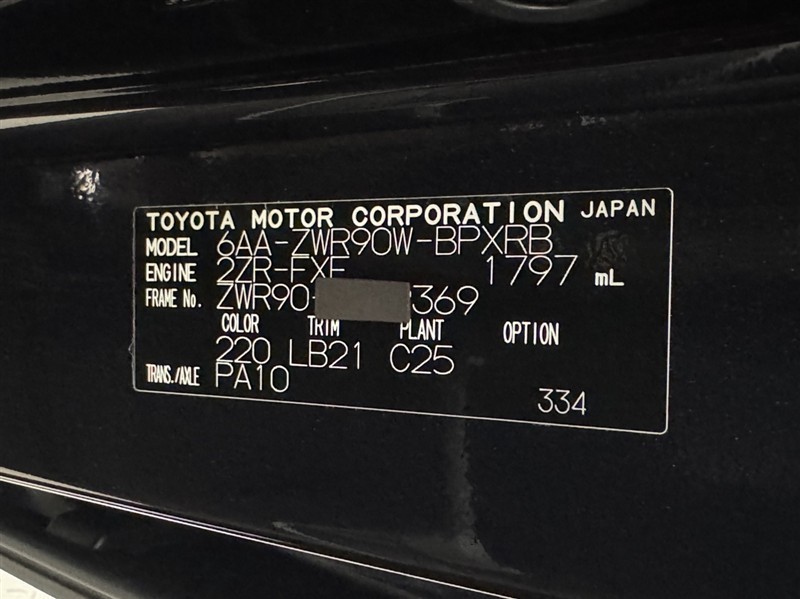 TOYOTA MOTOR CORPORATION JAPAN
MODEL 6AA-ZWR90W-BPXRB
ENGINE 2ZR-FXE 1797 mL
FRAME No. ZWR90- 369
COLOR TRIM PLANT OPTION
220 LB21 C25
TRANS./AXLE PA10
334